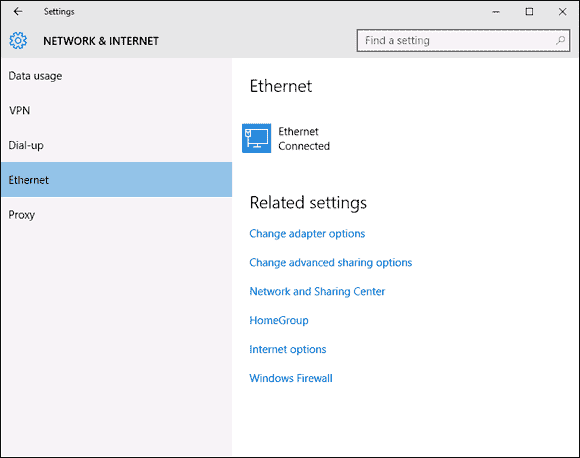 Settings
NETWORK & INTERNET
Find a setting
Data usage
VPN
Dial-up
Ethernet
Proxy
Ethernet
Ethernet
Connected
Related settings
Change adapter options
Change advanced sharing options
Network and Sharing Center
HomeGroup
Internet options
Windows Firewall